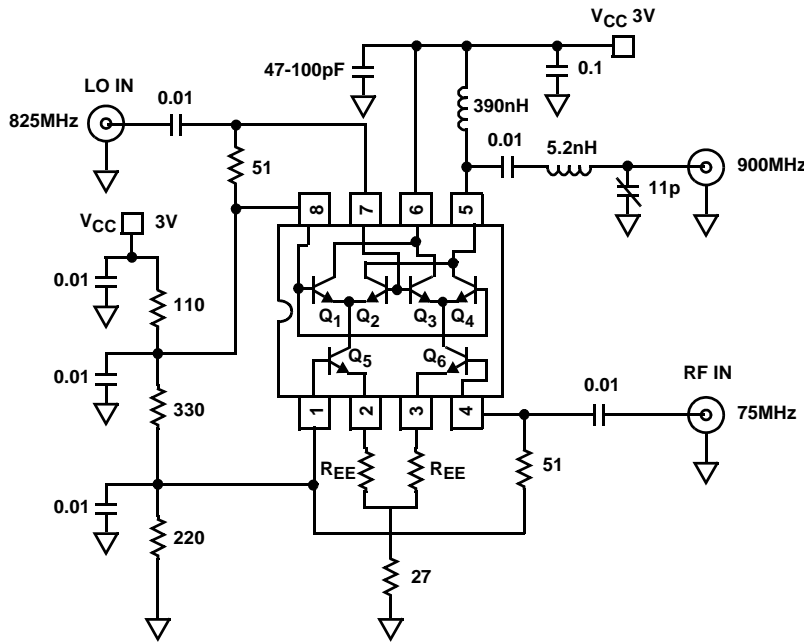 VCC 3V
47-100pF
0.1
LO IN
0.01
390nH
825MHz
0.01
5.2nH
900MHz
51
11p
VCC 3V
8 7 6 5
0.01
110
Q1 Q2 Q3 Q4
Q5 Q6
0.01
0.01
RF IN
330
1 2 3 4
75MHz
REE REE
51
0.01
220
27